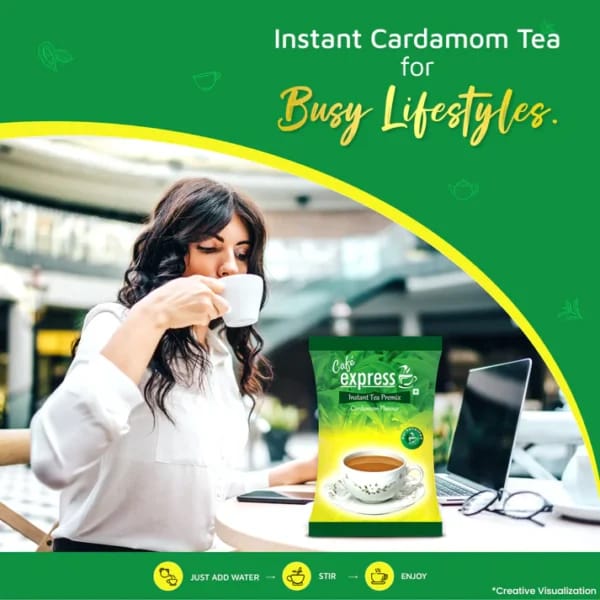 Instant Cardamom Tea
for
Busy Lifestyles.
Café
express
Instant Tea Premix
Cardamom Flavour
JUST ADD WATER → STIR → ENJOY
*Creative Visualization